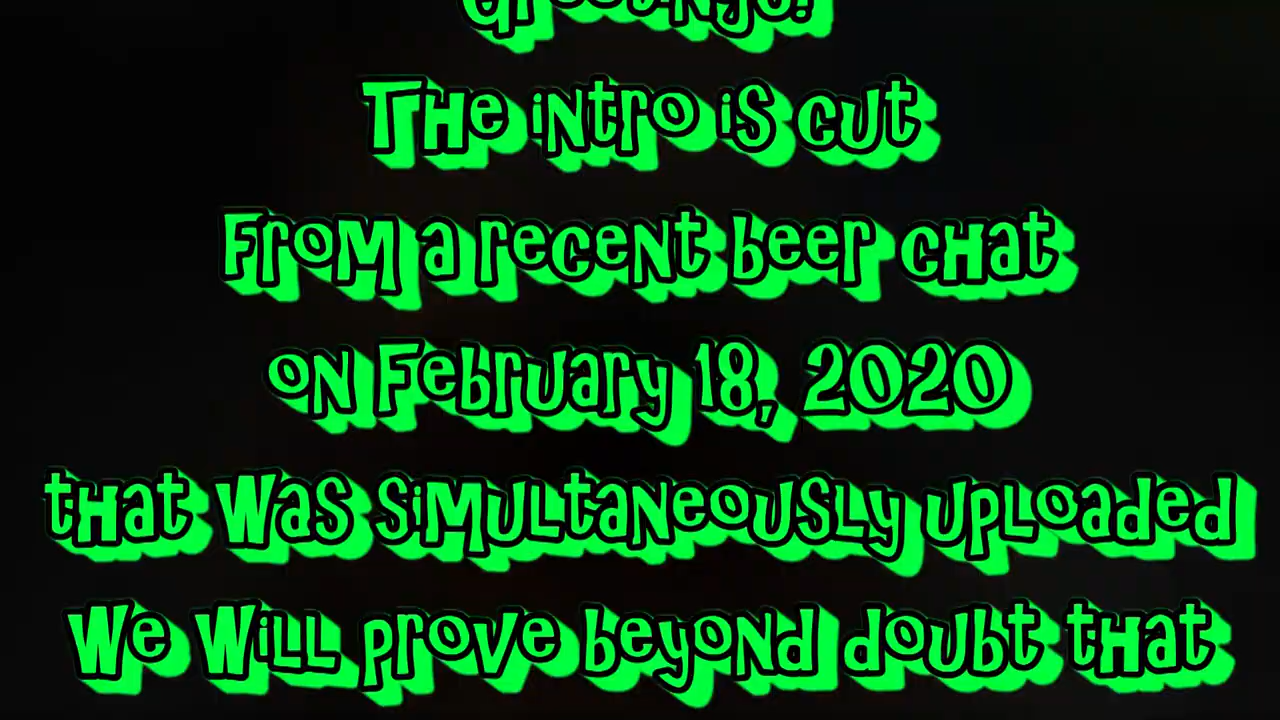 Greetings!
The intro is cut
From a recent beer chat
on February 18, 2020
that was simultaneously uploaded
We will prove beyond doubt that